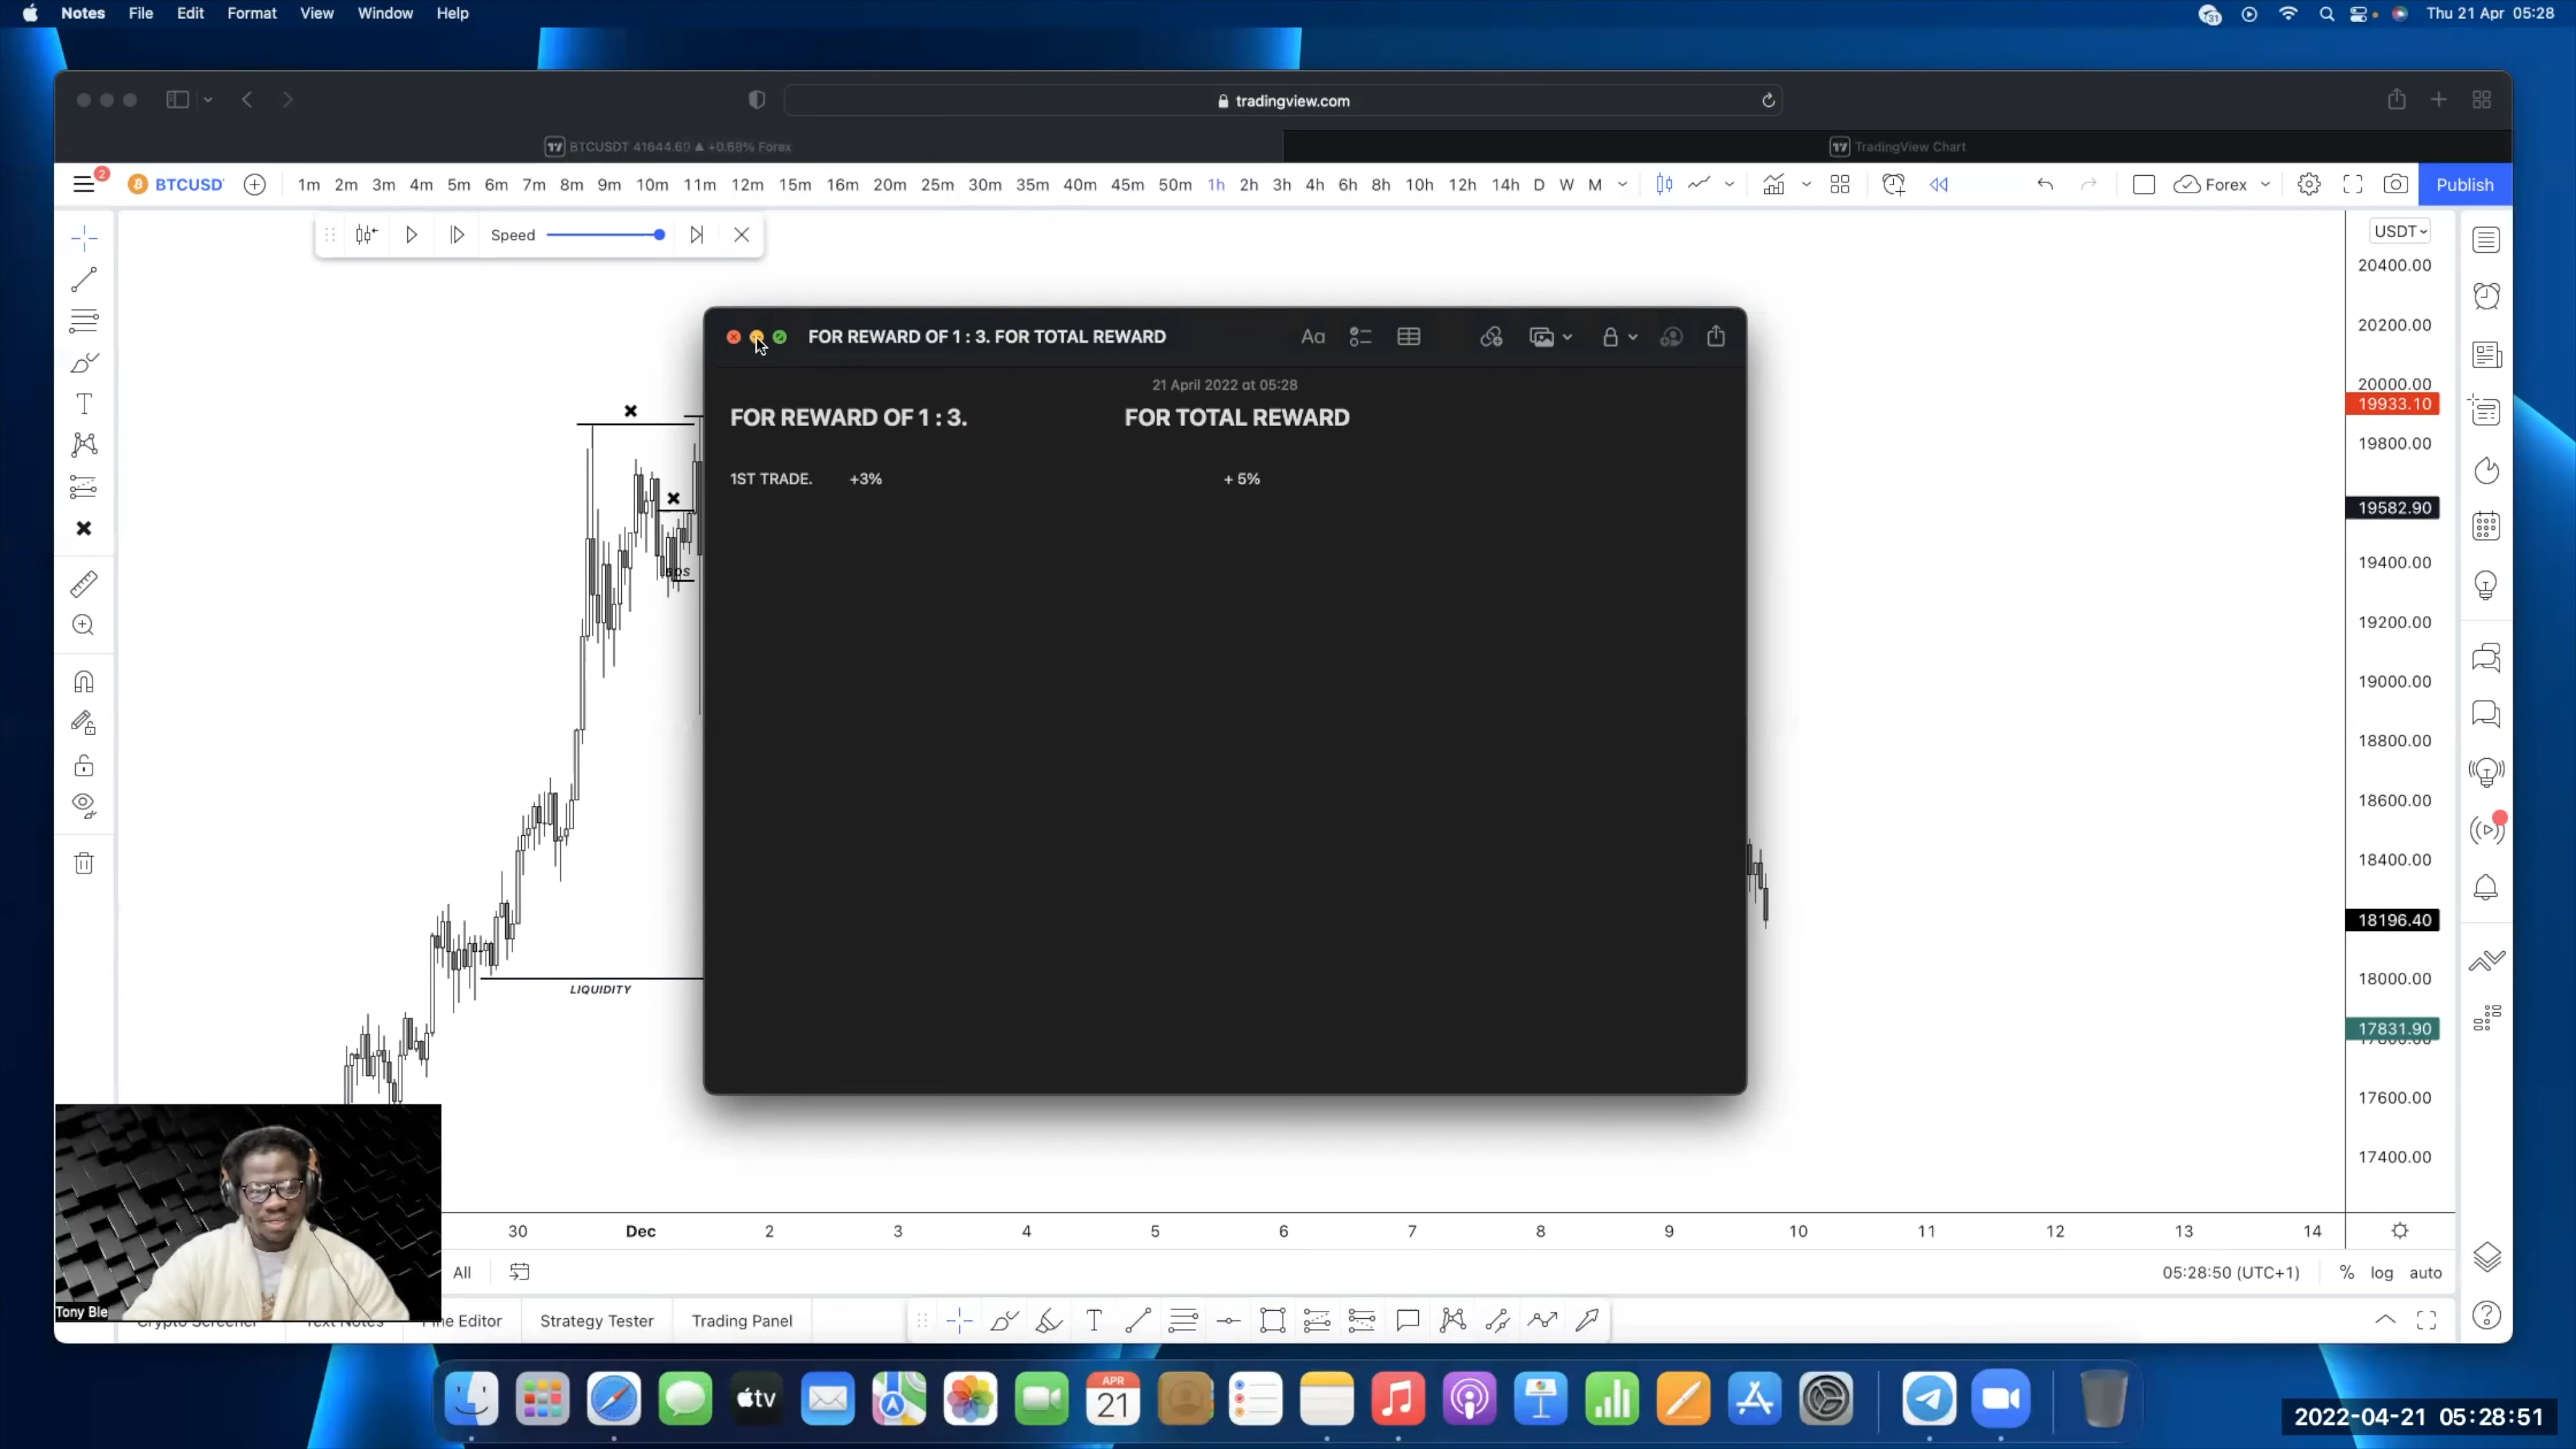 Notes File Edit Format View Window Help
31
Thu 21 Apr 05:28
tradingview.com
BTCUSDT 41644.60 ▲ +0.59% Forex
TradingView Chart
2
BTCUSD
1m 2m 3m 4m 5m 6m 7m 8m 9m 10m 11m 12m 15m 16m 20m 25m 30m 35m 40m 45m 50m 1h 2h 3h 4h 6h 8h 10h 12h 14h D W M
Forex
Publish
Speed
USDT
20400.00
20200.00
20000.00
19933.10
19800.00
19582.90
19400.00
19200.00
19000.00
18800.00
18600.00
18400.00
18196.40
18000.00
17831.90
17600.00
17400.00
FOR REWARD OF 1 : 3. FOR TOTAL REWARD
21 April 2022 at 05:28
FOR REWARD OF 1 : 3. FOR TOTAL REWARD
1ST TRADE. +3% + 5%
LIQUIDITY
30 Dec 2 3 4 5 6 7 8 9 10 11 12 13 14
All
05:28:50 (UTC+1) % log auto
Tony Ble
Strategy Tester Trading Panel
tv
APR
21
2022-04-21 05:28:51